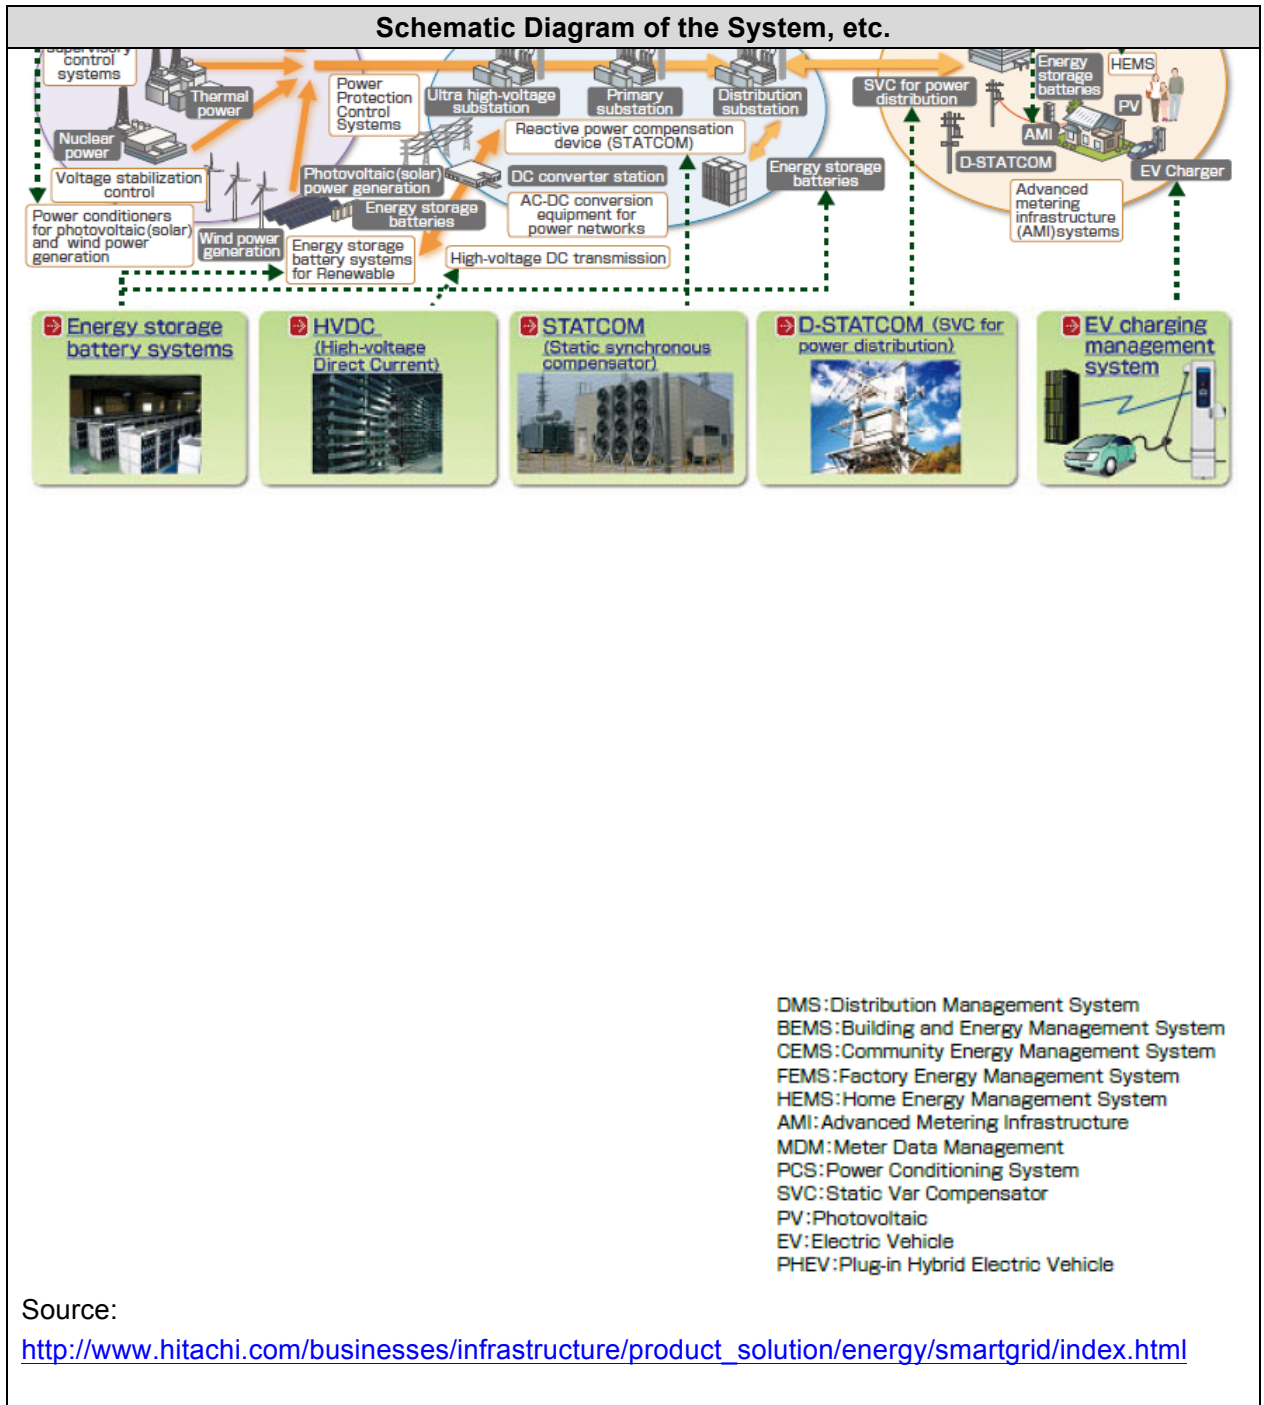 Schematic Diagram of the System, etc.
supervisory
control
systems
Thermal
power
Nuclear
power
Voltage stabilization
control
Power conditioners
for photovoltaic(solar)
and wind power
generation
Wind power
generation
Photovoltaic(solar)
power generation
Energy storage
batteries
Energy storage
battery systems
for Renewable
Power
Protection
Control
Systems
Ultra high-voltage
substation
Primary
substation
Distribution
substation
Reactive power compensation
device (STATCOM)
DC converter station
AC-DC conversion
equipment for
power networks
High-voltage DC transmission
Energy storage
batteries
SVC for power
distribution
Energy
storage
batteries
HEMS
PV
AMI
D-STATCOM
EV Charger
Advanced
metering
infrastructure
(AMI)systems
Energy storage
battery systems
HVDC
(High-voltage
Direct Current)
STATCOM
(Static synchronous
compensator)
D-STATCOM (SVC for
power distribution)
EV charging
management
system
DMS:Distribution Management System
BEMS:Building and Energy Management System
CEMS:Community Energy Management System
FEMS:Factory Energy Management System
HEMS:Home Energy Management System
AMI:Advanced Metering Infrastructure
MDM:Meter Data Management
PCS:Power Conditioning System
SVC:Static Var Compensator
PV:Photovoltaic
EV:Electric Vehicle
PHEV:Plug-in Hybrid Electric Vehicle
Source:
http://www.hitachi.com/businesses/infrastructure/product_solution/energy/smartgrid/index.html